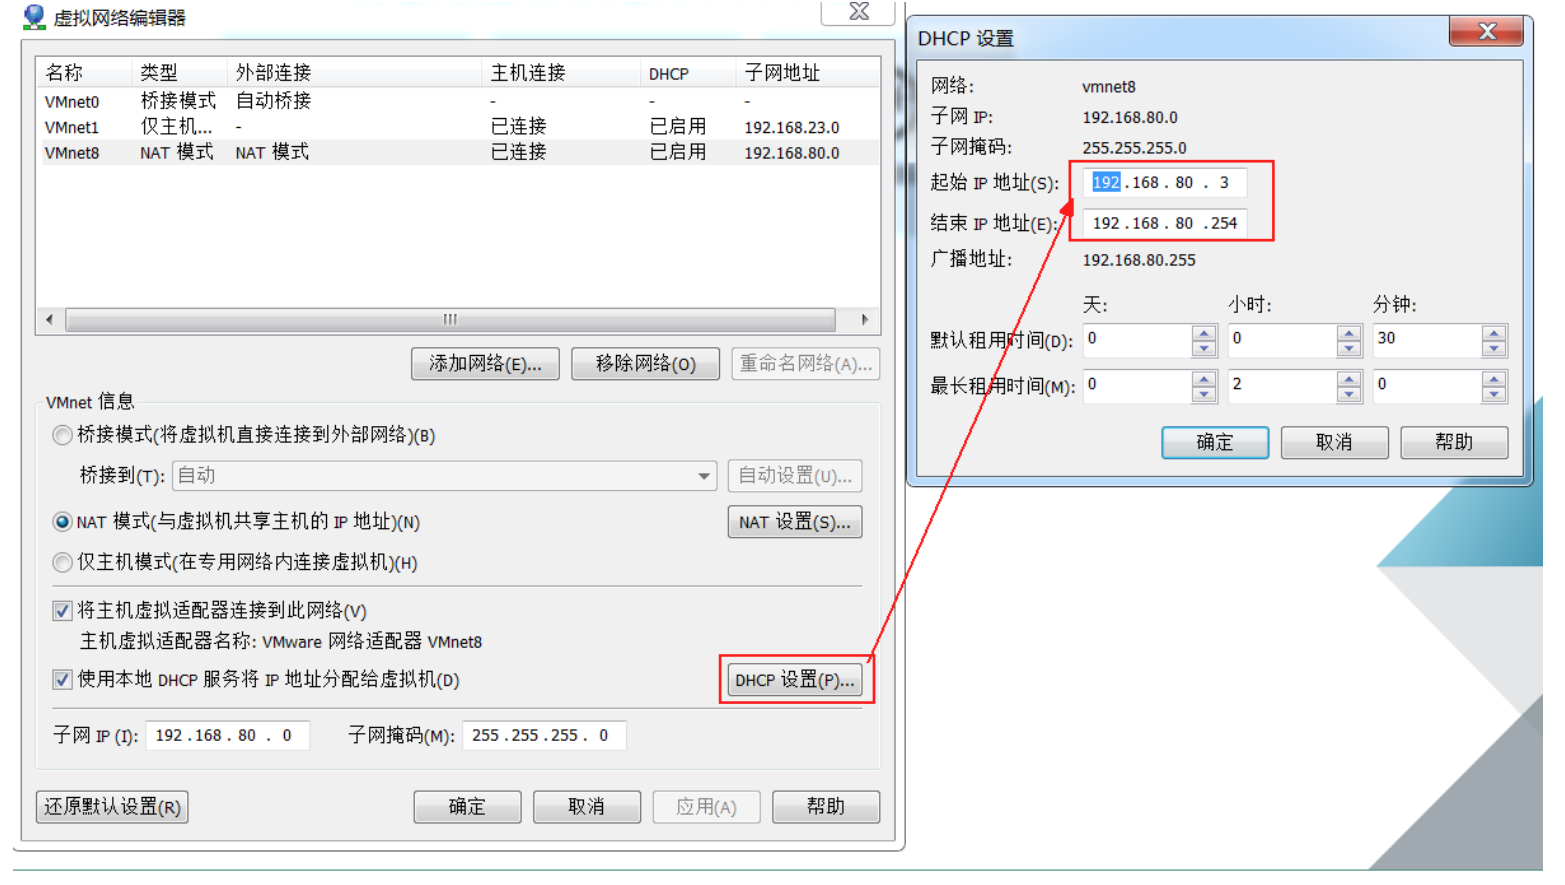 虚拟网络编辑器
名称 类型 外部连接 主机连接 DHCP 子网地址
VMnet0 桥接模式 自动桥接 - - -
VMnet1 仅主机... - 已连接 已启用 192.168.23.0
VMnet8 NAT 模式 NAT 模式 已连接 已启用 192.168.80.0
添加网络(E)... 移除网络(O) 重命名网络(A)...
VMnet 信息
桥接模式(将虚拟机直接连接到外部网络)(B)
桥接到(T): 自动 自动设置(U)...
NAT 模式(与虚拟机共享主机的 IP 地址)(N) NAT 设置(S)...
仅主机模式(在专用网络内连接虚拟机)(H)
将主机虚拟适配器连接到此网络(V)
主机虚拟适配器名称: VMware 网络适配器 VMnet8
使用本地 DHCP 服务将 IP 地址分配给虚拟机(D) DHCP 设置(P)...
子网 IP (I): 192 . 168 . 80 . 0 子网掩码(M): 255 . 255 . 255 . 0
还原默认设置(R) 确定 取消 应用(A) 帮助
DHCP 设置
网络: vmnet8
子网 IP: 192.168.80.0
子网掩码: 255.255.255.0
起始 IP 地址(S): 192 . 168 . 80 . 3
结束 IP 地址(E): 192 . 168 . 80 . 254
广播地址: 192.168.80.255
天: 小时: 分钟:
默认租用时间(D): 0 0 30
最长租用时间(M): 0 2 0
确定 取消 帮助